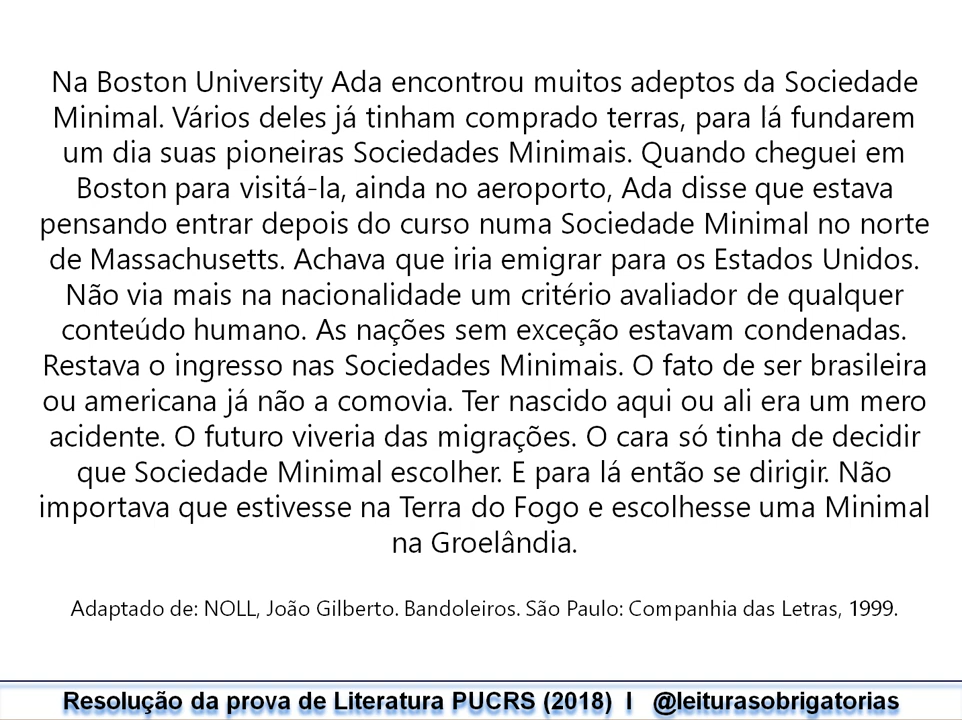 Na Boston University Ada encontrou muitos adeptos da Sociedade
Minimal. Vários deles já tinham comprado terras, para lá fundarem
um dia suas pioneiras Sociedades Minimais. Quando cheguei em
Boston para visitá-la, ainda no aeroporto, Ada disse que estava
pensando entrar depois do curso numa Sociedade Minimal no norte
de Massachusetts. Achava que iria emigrar para os Estados Unidos.
Não via mais na nacionalidade um critério avaliador de qualquer
conteúdo humano. As nações sem exceção estavam condenadas.
Restava o ingresso nas Sociedades Minimais. O fato de ser brasileira
ou americana já não a comovia. Ter nascido aqui ou ali era um mero
acidente. O futuro viveria das migrações. O cara só tinha de decidir
que Sociedade Minimal escolher. E para lá então se dirigir. Não
importava que estivesse na Terra do Fogo e escolhesse uma Minimal
na Groelândia.
Adaptado de: NOLL, João Gilberto. Bandoleiros. São Paulo: Companhia das Letras, 1999.
Resolução da prova de Literatura PUCRS (2018) I @leiturasobrigatorias